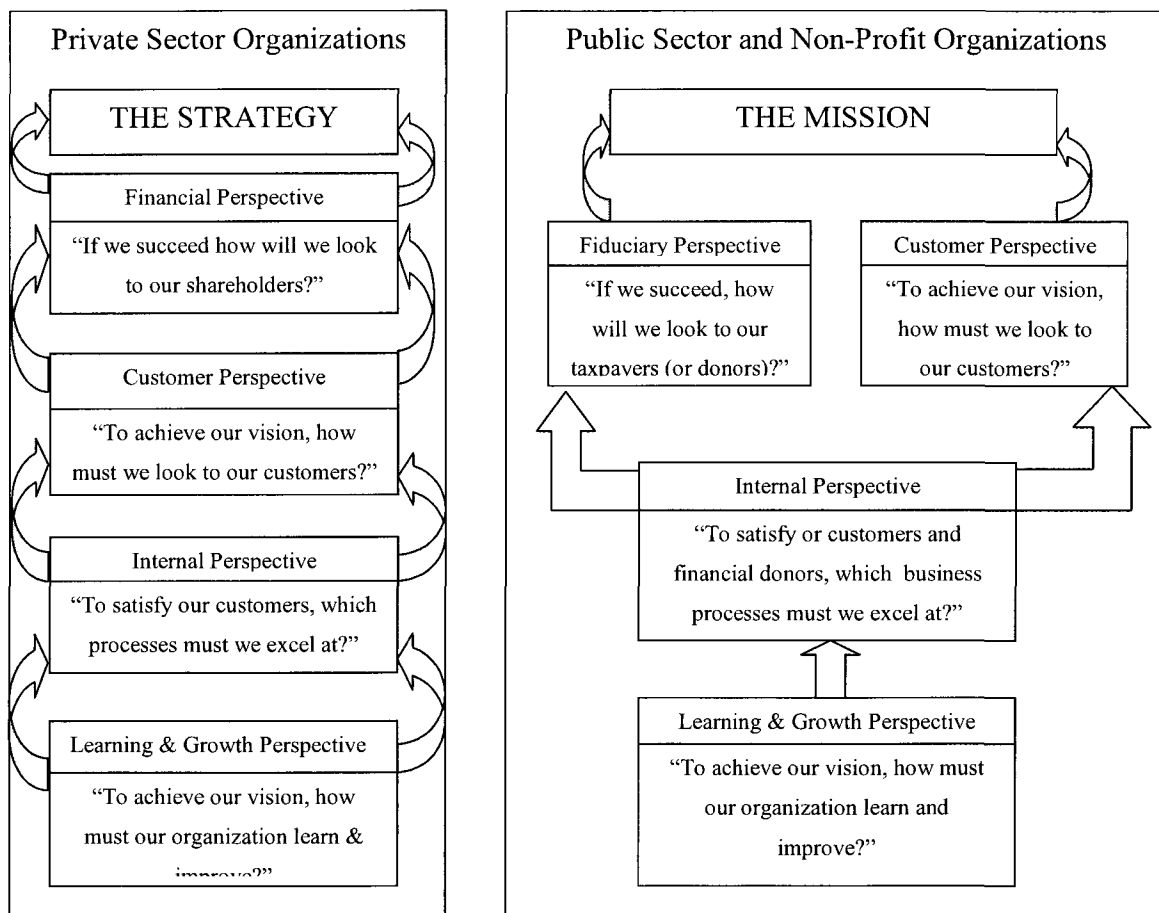 Private Sector Organizations
THE STRATEGY
Financial Perspective
“If we succeed how will we look
to our shareholders?”
Customer Perspective
“To achieve our vision, how
must we look to our customers?”
Internal Perspective
“To satisfy our customers, which
processes must we excel at?”
Learning & Growth Perspective
“To achieve our vision, how
must our organization learn &
improve?”
Public Sector and Non-Profit Organizations
THE MISSION
Fiduciary Perspective
“If we succeed, how
will we look to our
taxpayers (or donors)?”
Customer Perspective
“To achieve our vision,
how must we look to
our customers?”
Internal Perspective
“To satisfy or customers and
financial donors, which business
processes must we excel at?”
Learning & Growth Perspective
“To achieve our vision, how must
our organization learn and
improve?”